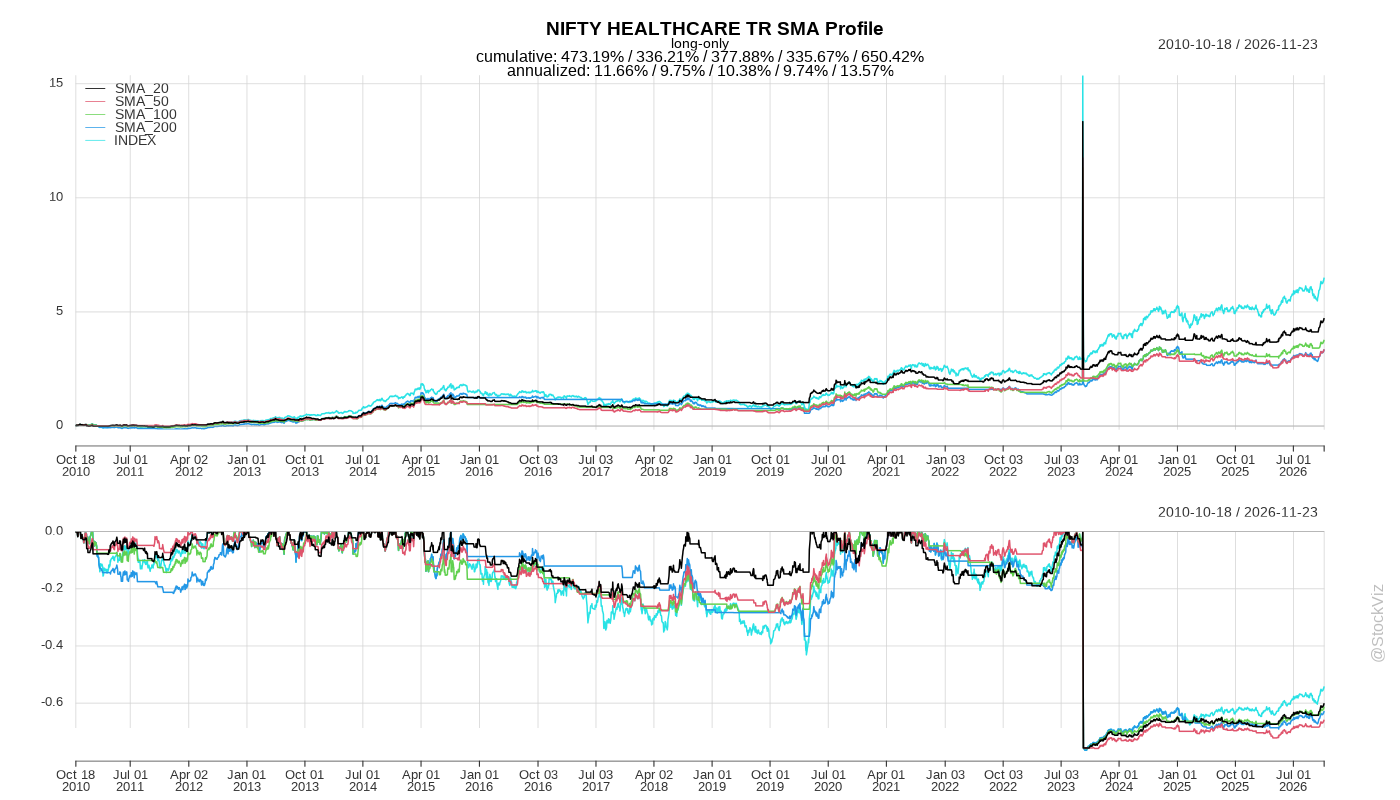 NIFTY HEALTHCARE TR SMA Profile
long-only
cumulative: 473.19% / 336.21% / 377.88% / 335.67% / 650.42%
annualized: 11.66% / 9.75% / 10.38% / 9.74% / 13.57%
2010-10-18 / 2026-11-23
15
10
5
0
SMA_20
SMA_50
SMA_100
SMA_200
INDEX
Oct 18 Jul 01 Apr 02 Jan 01 Oct 01 Jul 01 Apr 01 Jan 01 Oct 03 Jul 03 Apr 02 Jan 01 Oct 01 Jul 01 Apr 01 Jan 03 Oct 03 Jul 03 Apr 01 Jan 01 Oct 01 Jul 01
2010 2011 2012 2013 2013 2014 2015 2016 2016 2017 2018 2019 2019 2020 2021 2022 2022 2023 2024 2025 2025 2026
2010-10-18 / 2026-11-23
0.0
-0.2
-0.4
-0.6
Oct 18 Jul 01 Apr 02 Jan 01 Oct 01 Jul 01 Apr 01 Jan 01 Oct 03 Jul 03 Apr 02 Jan 01 Oct 01 Jul 01 Apr 01 Jan 03 Oct 03 Jul 03 Apr 01 Jan 01 Oct 01 Jul 01
2010 2011 2012 2013 2013 2014 2015 2016 2016 2017 2018 2019 2019 2020 2021 2022 2022 2023 2024 2025 2025 2026
@StockViz